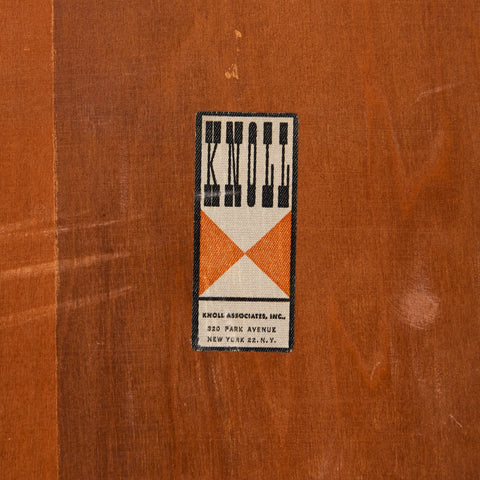 KNOLL
KNOLL ASSOCIATES, INC.,
320 PARK AVENUE
NEW YORK 22. N.Y.